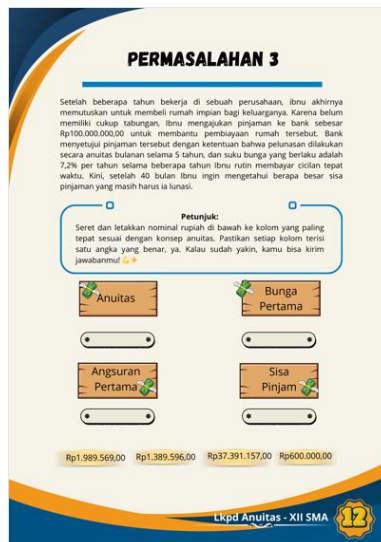 PERMASALAHAN 3
Setelah beberapa tahun bekerja di sebuah perusahaan, ibnu akhirnya
memutuskan untuk membeli rumah impian bagi keluarganya. Karena belum
memiliki cukup tabungan, Ibnu mengajukan pinjaman ke bank sebesar
Rp100.000.000,00 untuk membantu pembiayaan rumah tersebut. Bank
menyetujui pinjaman tersebut dengan ketentuan bahwa pelunasan dilakukan
secara anuitas bulanan selama 5 tahun, dan suku bunga yang berlaku adalah
7,2% per tahun selama beberapa tahun Ibnu rutin membayar cicilan tepat
waktu. Kini, setelah 40 bulan Ibnu ingin mengetahui berapa besar sisa
pinjaman yang masih harus ia lunasi.
Petunjuk:
Seret dan letakkan nominal rupiah di bawah ke kolom yang paling
tepat sesuai dengan konsep anuitas. Pastikan setiap kolom terisi
satu angka yang benar, ya. Kalau sudah yakin, kamu bisa kirim
jawabanmu!
Anuitas
Bunga
Pertama
Angsuran
Pertama
Sisa
Pinjam
Rp1.989.569,00 Rp1.389.596,00 Rp37.391.157,00 Rp600.000,00
Lkpd Anuitas - XII SMA
12